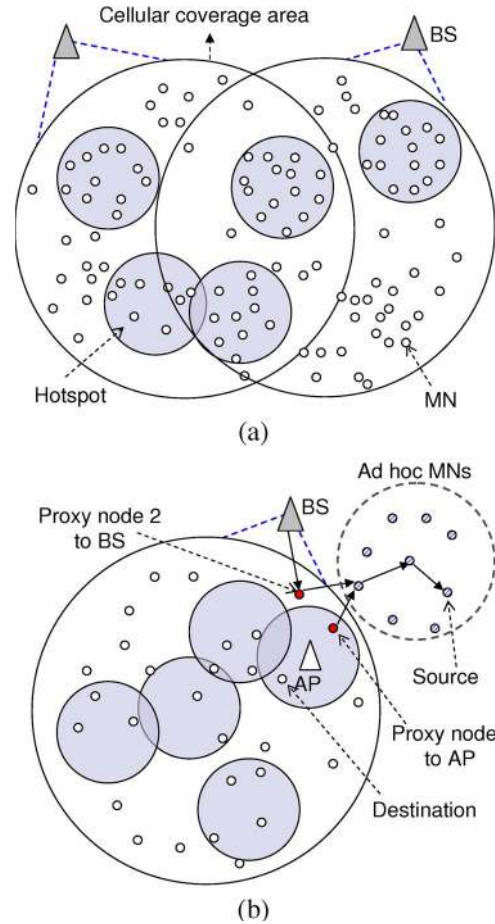 Cellular coverage area
BS
Hotspot
MN
(a)
Ad hoc MNs
BS
Proxy node 2
to BS
AP
Source
Proxy node
to AP
Destination
(b)